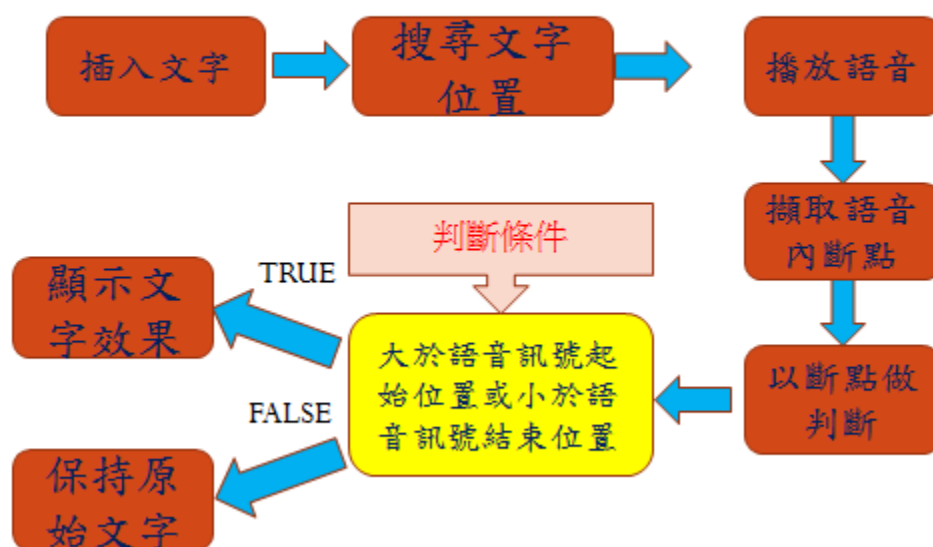 插入文字
搜尋文字
位置
播放語音
擷取語音
內斷點
以斷點做
判斷
判斷條件
大於語音訊號起
始位置或小於語
音訊號結束位置
TRUE
顯示文
字效果
FALSE
保持原
始文字